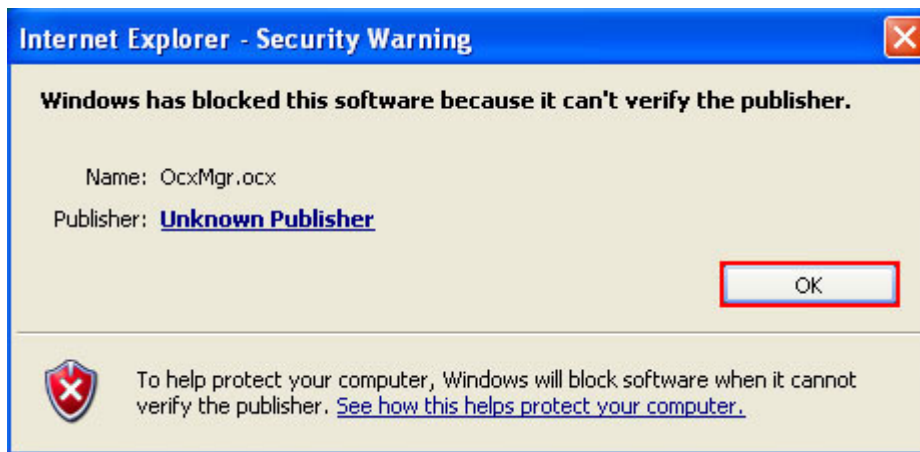 Internet Explorer - Security Warning
Windows has blocked this software because it can't verify the publisher.
Name: OcxMgr.ocx
Publisher: Unknown Publisher
OK
To help protect your computer, Windows will block software when it cannot
verify the publisher. See how this helps protect your computer.